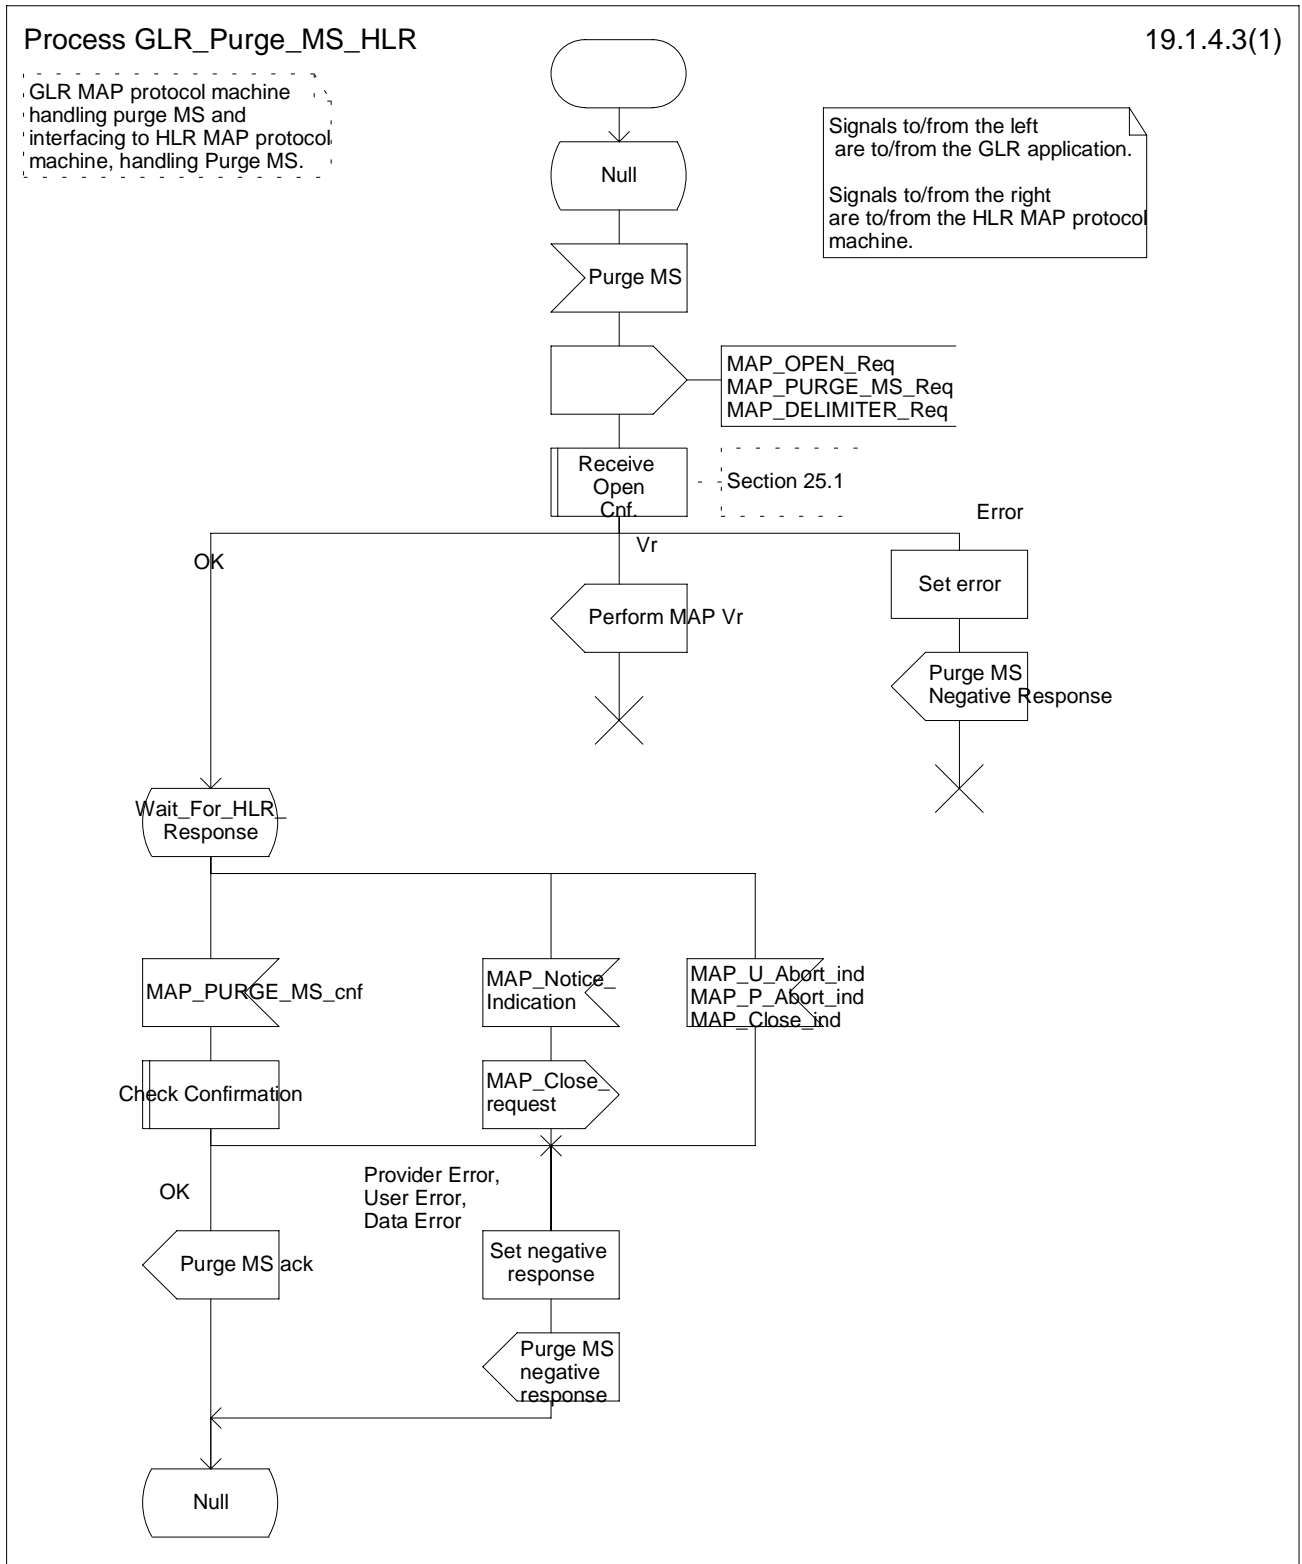 Process GLR_Purge_MS_HLR
19.1.4.3(1)
GLR MAP protocol machine
handling purge MS and
interfacing to HLR MAP protocol
machine, handling Purge MS.
Signals to/from the left
are to/from the GLR application.
Signals to/from the right
are to/from the HLR MAP protocol
machine.
Null
Purge MS
MAP_OPEN_Req
MAP_PURGE_MS_Req
MAP_DELIMITER_Req
Receive
Open
Cnf.
Section 25.1
Error
Vr
OK
Set error
Perform MAP Vr
Purge MS
Negative Response
Wait_For_HLR_
Response
MAP_PURGE_MS_cnf
MAP_Notice_
Indication
MAP_U_Abort_ind
MAP_P_Abort_ind
MAP_Close_ind
Check Confirmation
MAP_Close_
request
Provider Error,
User Error,
Data Error
OK
Purge MS ack
Set negative
response
Purge MS
negative
response
Null